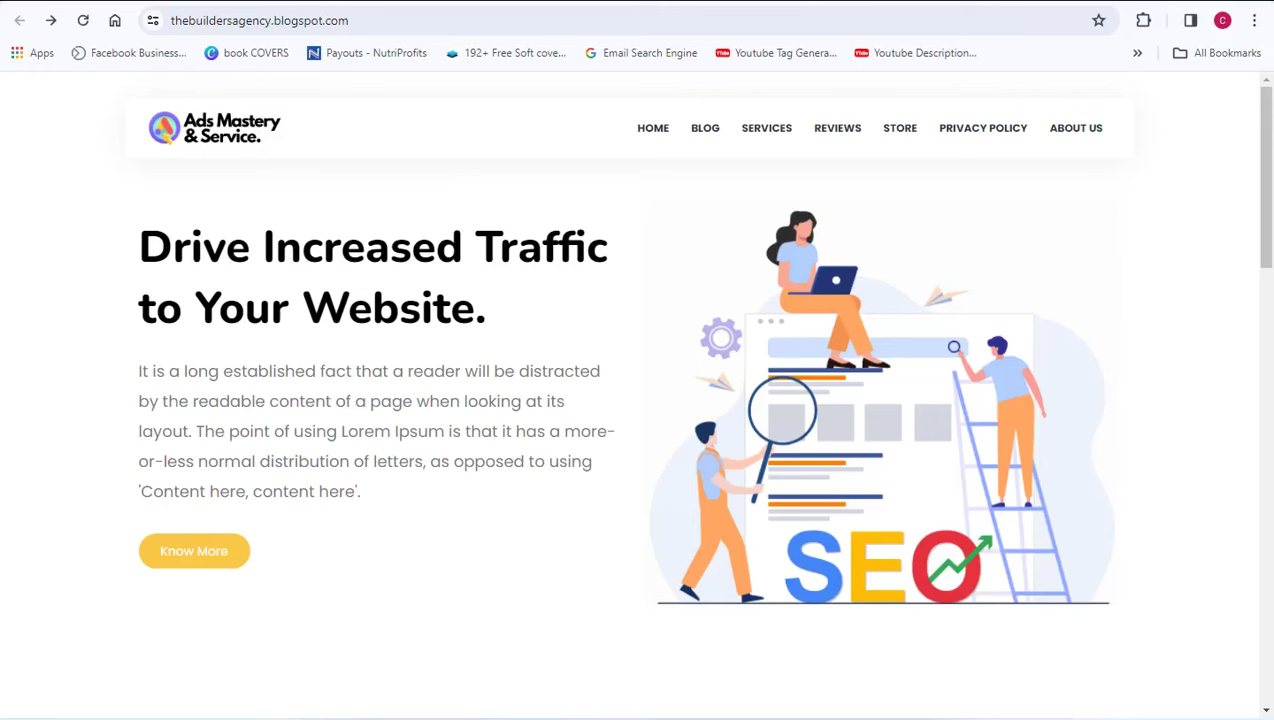 thebuildersagency.blogspot.com
C
Apps
Facebook Business...
book COVERS
Payouts - NutriProfits
192+ Free Soft cove...
Email Search Engine
Youtube Tag Genera...
Youtube Description...
»
All Bookmarks
Ads Mastery
& Service.
HOME
BLOG
SERVICES
REVIEWS
STORE
PRIVACY POLICY
ABOUT US
Drive Increased Traffic
to Your Website.
It is a long established fact that a reader will be distracted
by the readable content of a page when looking at its
layout. The point of using Lorem Ipsum is that it has a more-
or-less normal distribution of letters, as opposed to using
'Content here, content here'.
Know More
SEO